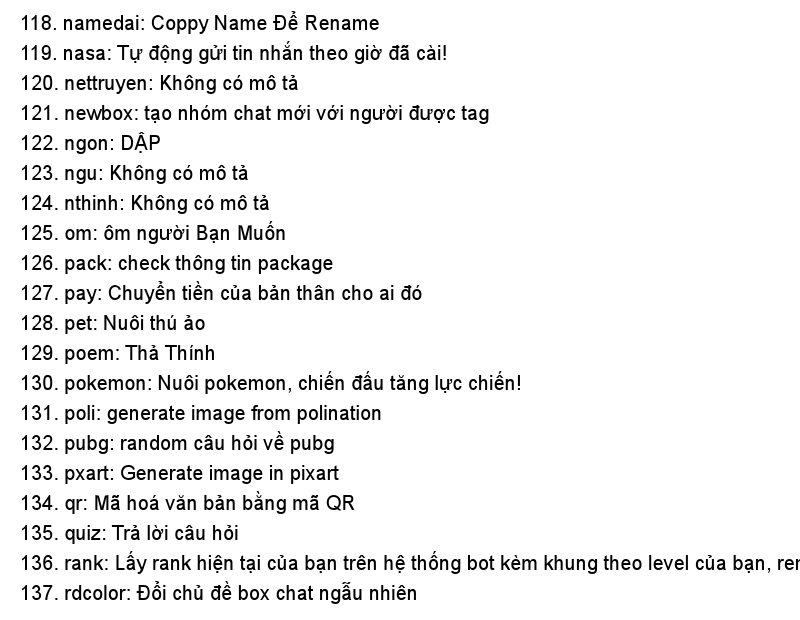 118. namedai: Coppy Name Để Rename
119. nasa: Tự động gửi tin nhắn theo giờ đã cài!
120. nettruyen: Không có mô tả
121. newbox: tạo nhóm chat mới với người được tag
122. ngon: DẬP
123. ngu: Không có mô tả
124. nthinh: Không có mô tả
125. om: ôm người Bạn Muốn
126. pack: check thông tin package
127. pay: Chuyển tiền của bản thân cho ai đó
128. pet: Nuôi thú ảo
129. poem: Thả Thính
130. pokemon: Nuôi pokemon, chiến đấu tăng lực chiến!
131. poli: generate image from polination
132. pubg: random câu hỏi về pubg
133. pxart: Generate image in pixart
134. qr: Mã hoá văn bản bằng mã QR
135. quiz: Trả lời câu hỏi
136. rank: Lấy rank hiện tại của bạn trên hệ thống bot kèm khung theo level của bạn,
137. rdcolor: Đổi chủ đề box chat ngẫu nhiên